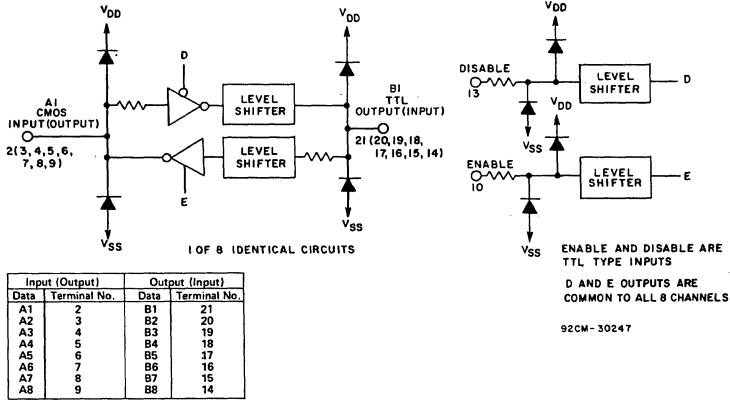 VDD
D
A1
CMOS
INPUT(OUTPUT)
2(3,4,5,6,
7,8,9)
LEVEL
SHIFTER
VDD
B1
TTL
OUTPUT(INPUT)
21(20,19,18,
17,16,15,14)
LEVEL
SHIFTER
E
VSS
VSS
1 OF 8 IDENTICAL CIRCUITS
VDD
DISABLE
13
LEVEL
SHIFTER
D
VSS
VDD
ENABLE
10
LEVEL
SHIFTER
E
VSS
ENABLE AND DISABLE ARE
TTL TYPE INPUTS
D AND E OUTPUTS ARE
COMMON TO ALL 8 CHANNELS
92CM-30247
Input (Output) Output (Input)
Data Terminal No. Data Terminal No.
A1 2 B1 21
A2 3 B2 20
A3 4 B3 19
A4 5 B4 18
A5 6 B5 17
A6 7 B6 16
A7 8 B7 15
A8 9 B8 14